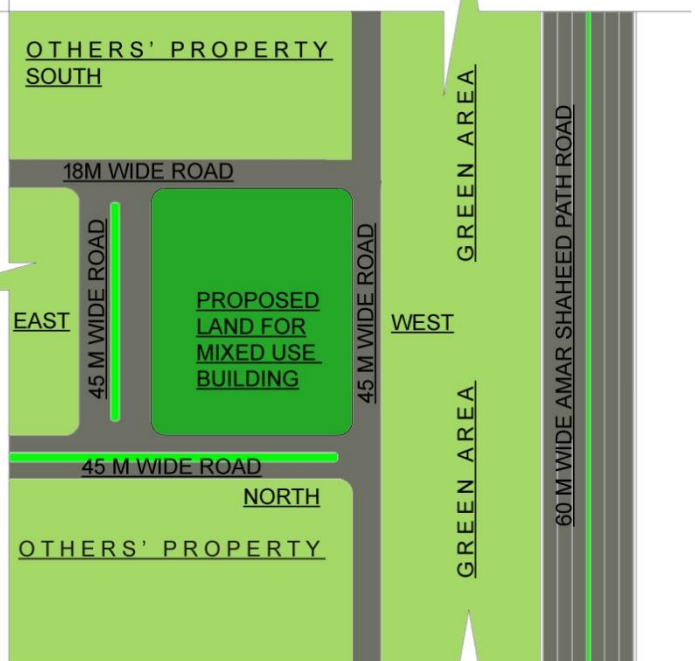 OTHERS’ PROPERTY
SOUTH
18M WIDE ROAD
GREEN AREA
60 M WIDE AMAR SHAHEED PATH ROAD
45 M WIDE ROAD
EAST
PROPOSED
LAND FOR
MIXED USE
BUILDING
45 M WIDE ROAD
WEST
GREEN AREA
45 M WIDE ROAD
NORTH
OTHERS’ PROPERTY